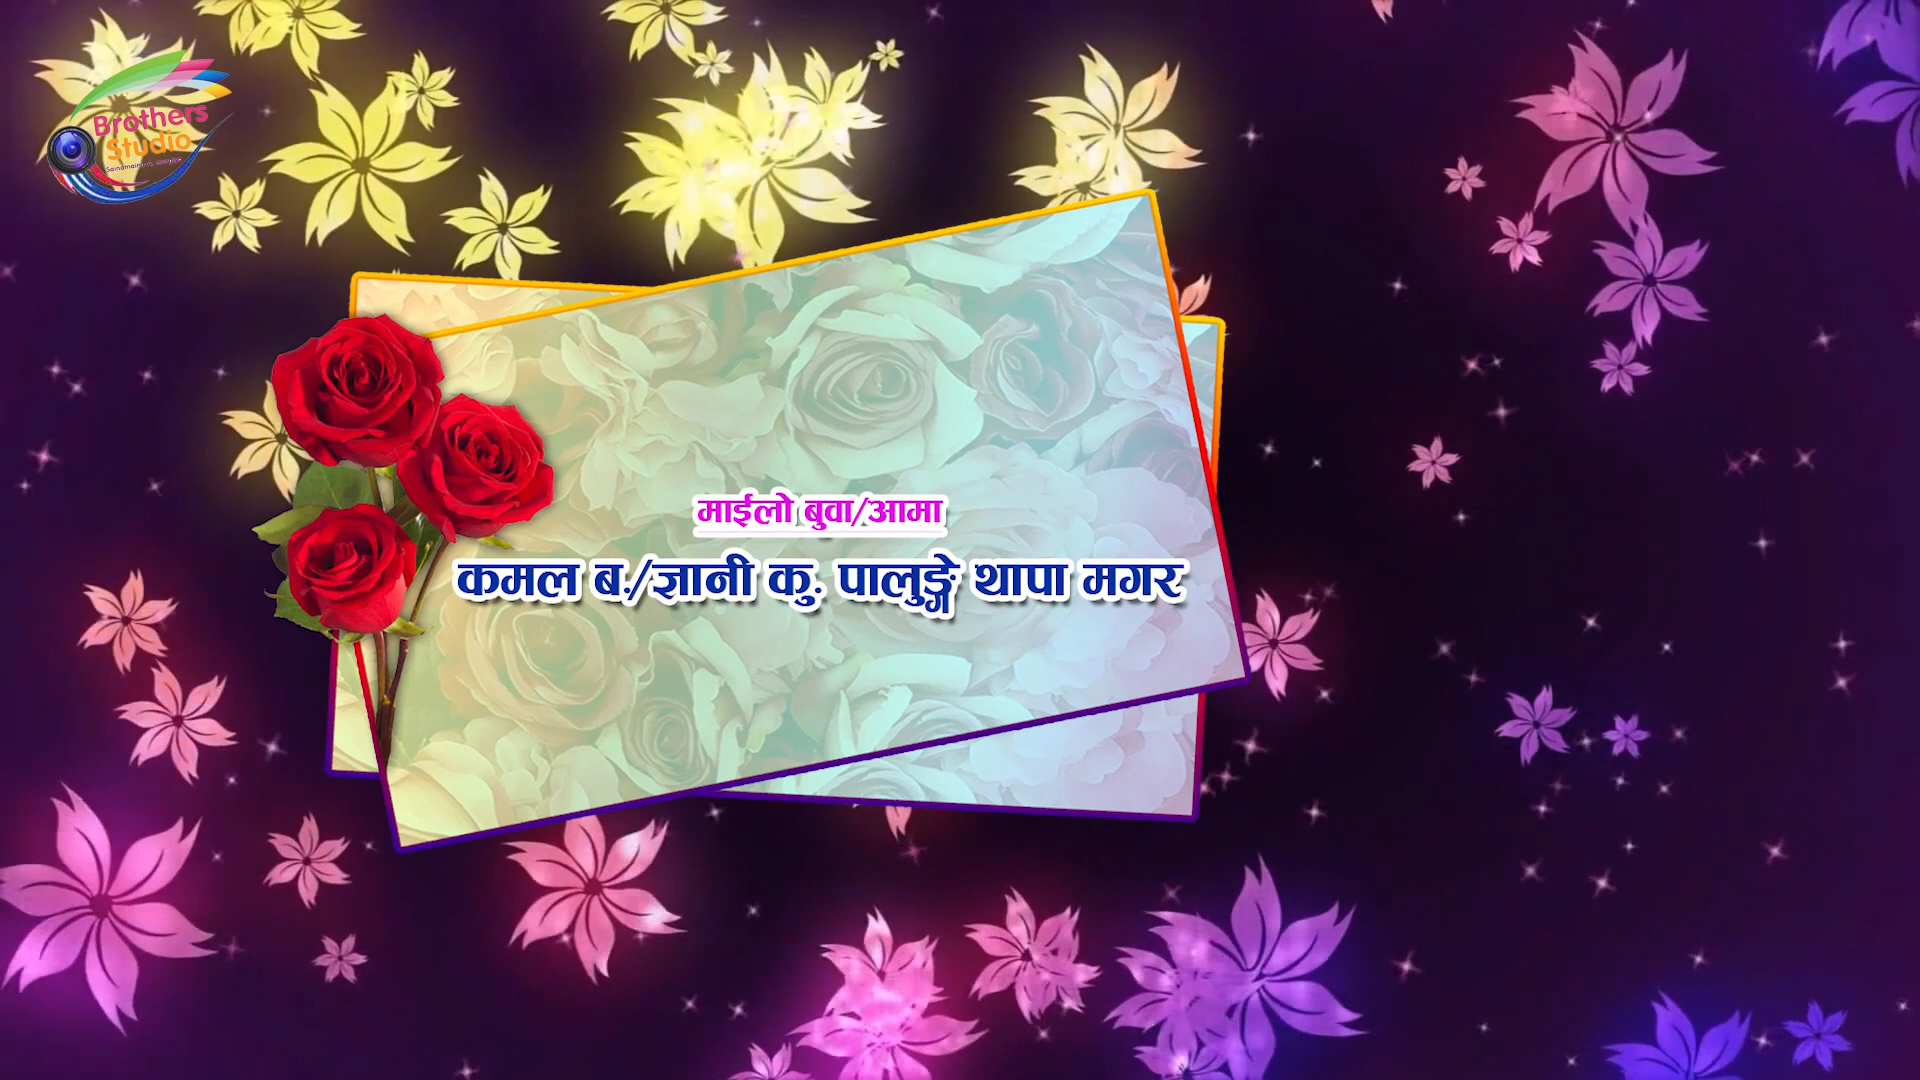 Brothers
Studio
माईलो बुवा/आमा
कमल ब./ज्ञानी कु. पालुङ्गे थापा मगर